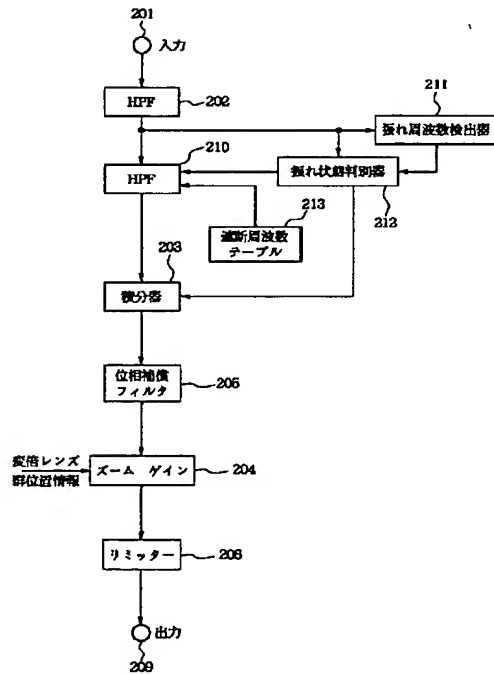 201
入力
HPF
202
211
振れ周波数検出器
210
HPF
振れ状態判別器
212
213
遮断周波数
テーブル
203
積分器
位相補償
フィルタ
205
変倍レンズ
群位置情報
ズーム ゲイン
204
リミッター
206
出力
209